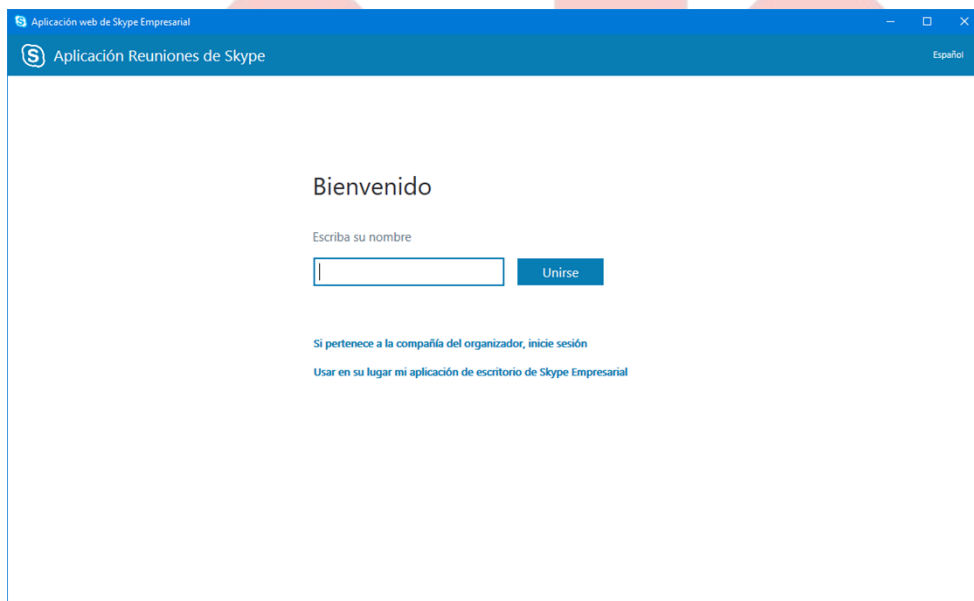 Aplicación web de Skype Empresarial
Aplicación Reuniones de Skype
Español
Bienvenido
Escriba su nombre
Unirse
Si pertenece a la compañía del organizador, inicie sesión
Usar en su lugar mi aplicación de escritorio de Skype Empresarial